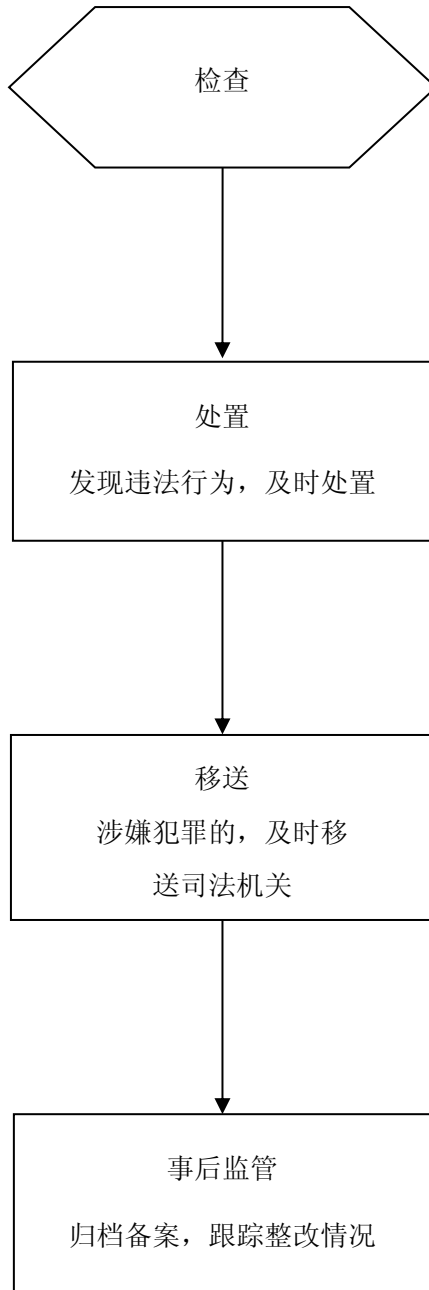 检查
处置
发现违法行为，及时处置
移送
涉嫌犯罪的，及时移
送司法机关
事后监管
归档备案，跟踪整改情况